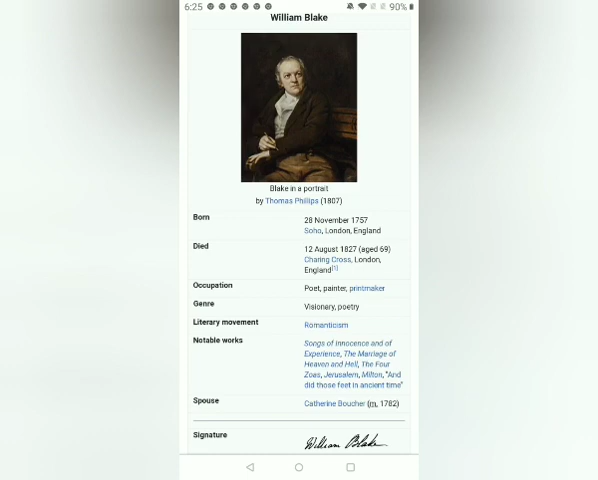 6:25
90%
William Blake
Blake in a portrait
by Thomas Phillips (1807)
Born
28 November 1757
Soho, London, England
Died
12 August 1827 (aged 69)
Charing Cross, London,
England[1]
Occupation
Poet, painter, printmaker
Genre
Visionary, poetry
Literary movement
Romanticism
Notable works
Songs of Innocence and of
Experience, The Marriage of
Heaven and Hell, The Four
Zoas, Jerusalem, Milton, "And
did those feet in ancient time"
Spouse
Catherine Boucher (m. 1782)
Signature
William Blake